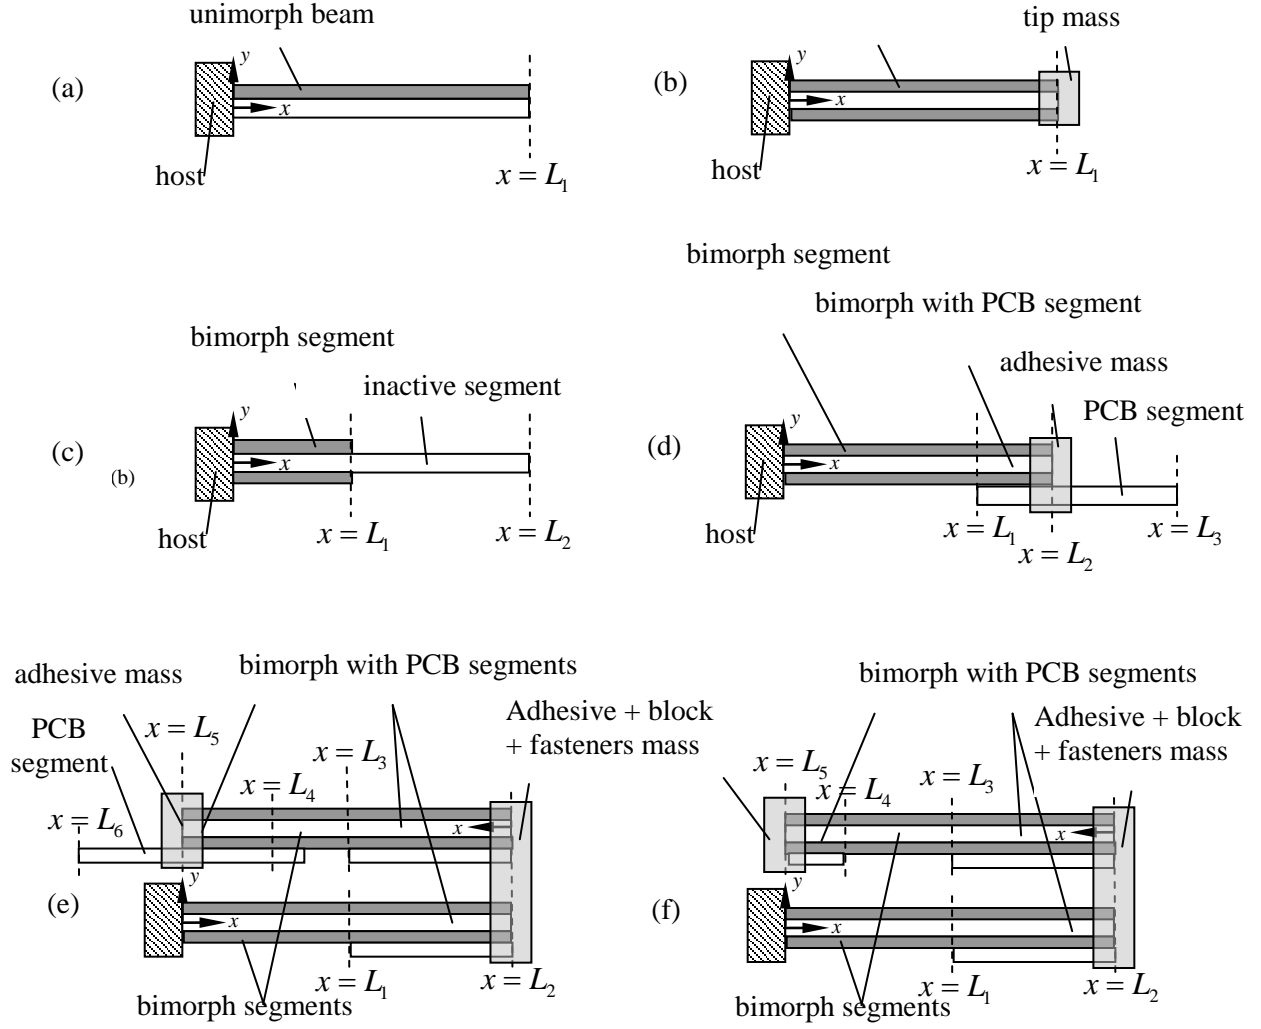 unimorph beam
(a)
y
x
host
x = L₁
tip mass
(b)
y
x
host
x = L₁
bimorph segment
inactive segment
(c)
(b)
y
x
host
x = L₁
x = L₂
bimorph segment
bimorph with PCB segment
adhesive mass
PCB segment
(d)
y
x
host
x = L₁
x = L₂
x = L₃
adhesive mass
bimorph with PCB segments
PCB
segment
x = L₅
x = L₃
x = L₄
x = L₆
Adhesive + block
+ fasteners mass
x
y
(e)
x
x = L₁
x = L₂
bimorph segments
bimorph with PCB segments
Adhesive + block
+ fasteners mass
x = L₅
x = L₃
x = L₄
x
y
(f)
x
x = L₁
x = L₂
bimorph segments